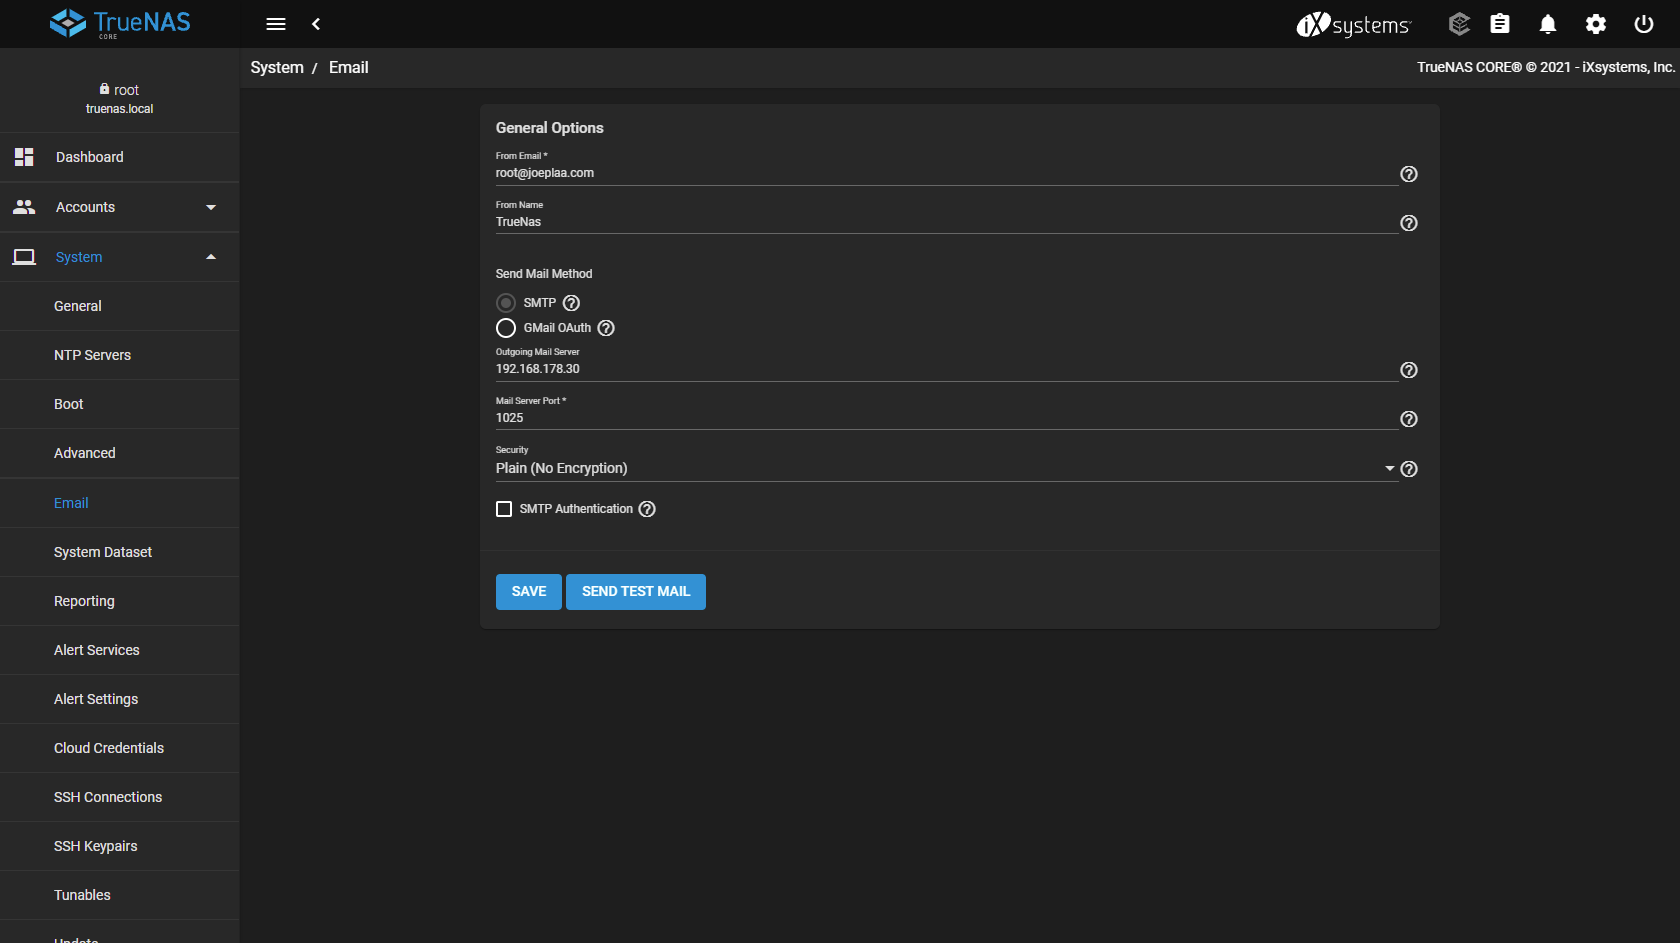 TrueNAS
CORE
iXsystems
System / Email
TrueNAS CORE® © 2021 - iXsystems, Inc.
root
truenas.local
Dashboard
Accounts
System
General
NTP Servers
Boot
Advanced
Email
System Dataset
Reporting
Alert Services
Alert Settings
Cloud Credentials
SSH Connections
SSH Keypairs
Tunables
Update
General Options
From Email *
root@joeplaa.com
From Name
TrueNas
Send Mail Method
SMTP
GMail OAuth
Outgoing Mail Server
192.168.178.30
Mail Server Port *
1025
Security
Plain (No Encryption)
SMTP Authentication
SAVE
SEND TEST MAIL